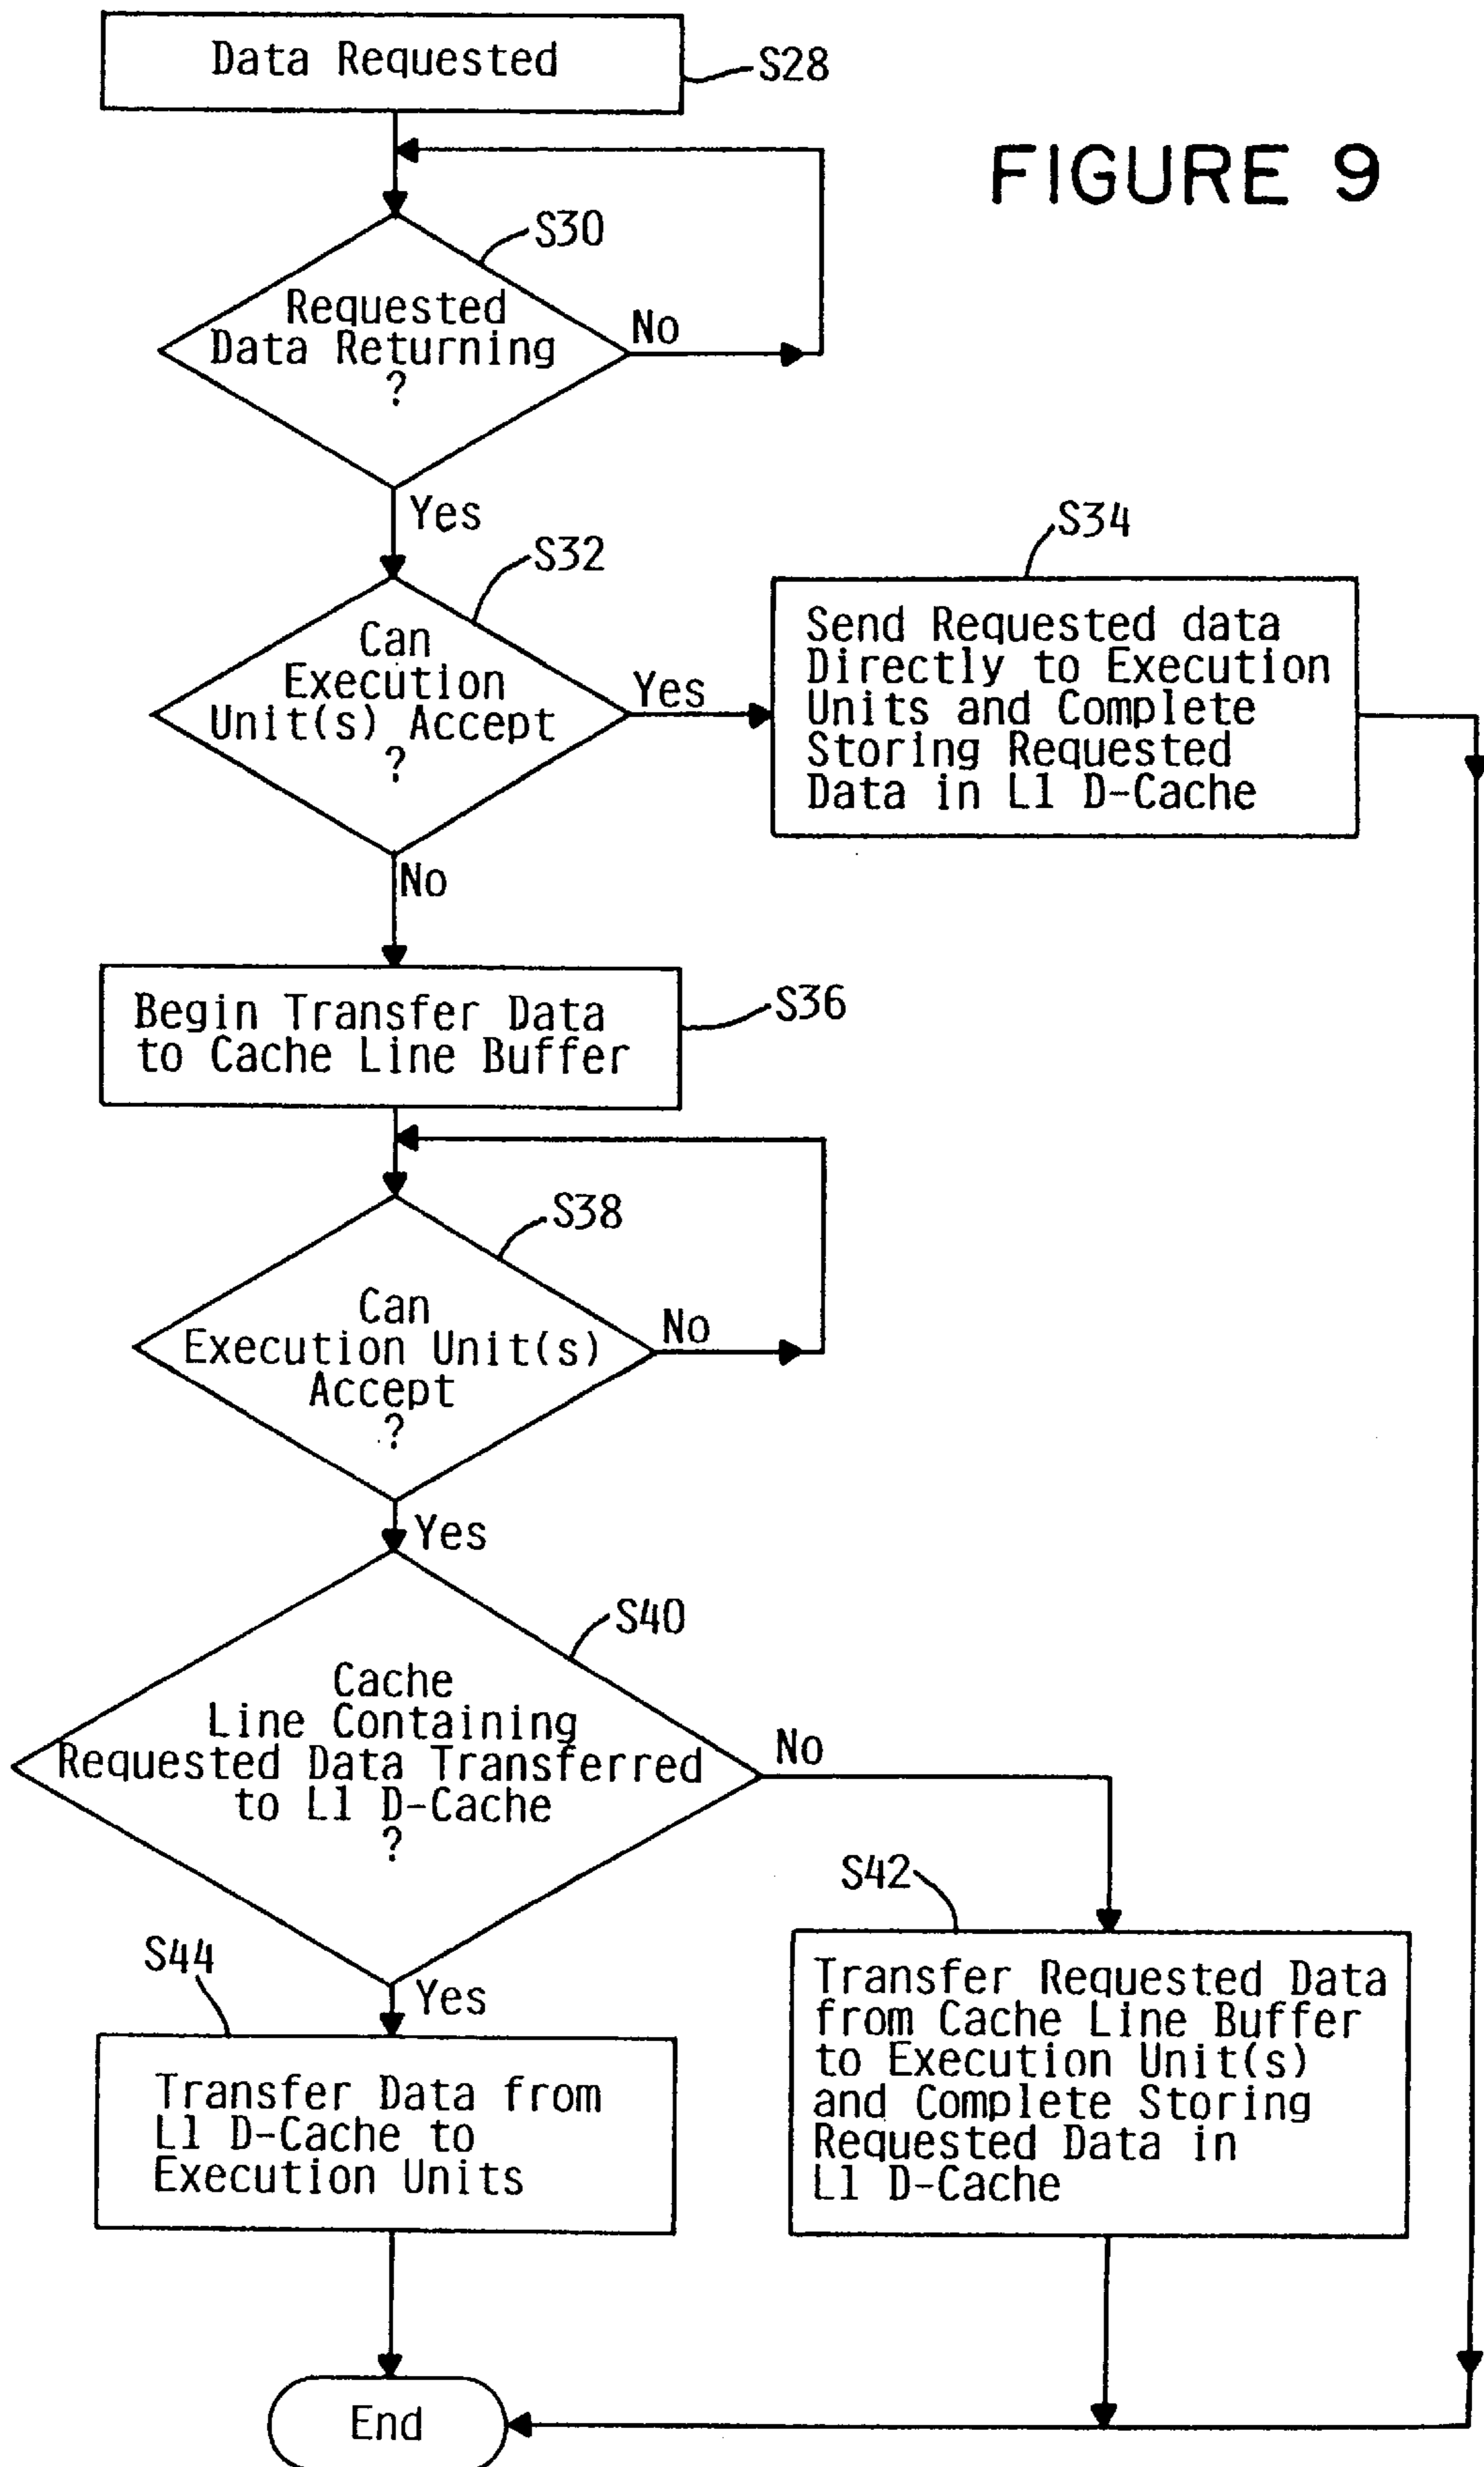 Data Requested
S28
FIGURE 9
S30
Requested
Data Returning
?
No
Yes
S32
Can
Execution
Unit(s) Accept
?
Yes
S34
Send Requested data
Directly to Execution
Units and Complete
Storing Requested
Data in L1 D-Cache
No
Begin Transfer Data
to Cache Line Buffer
S36
S38
Can
Execution Unit(s)
Accept
?
No
Yes
S40
Cache
Line Containing
Requested Data Transferred
to L1 D-Cache
?
No
S42
Transfer Requested Data
from Cache Line Buffer
to Execution Unit(s)
and Complete Storing
Requested Data in
L1 D-Cache
Yes
S44
Transfer Data from
L1 D-Cache to
Execution Units
End